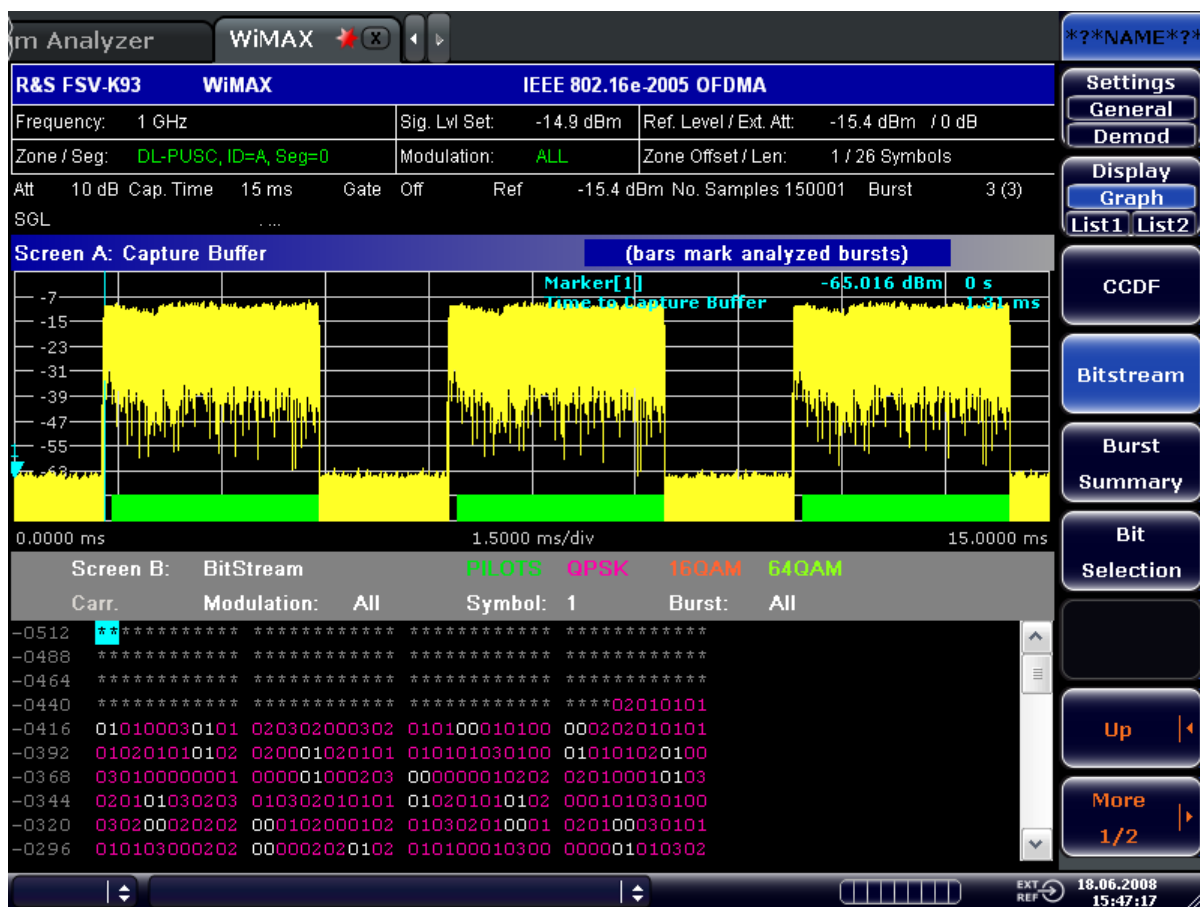 m Analyzer WiMAX x
*?*NAME*?*
R&S FSV-K93 WiMAX IEEE 802.16e-2005 OFDMA
Frequency: 1 GHz Sig. Lvl Set: -14.9 dBm Ref. Level / Ext. Att: -15.4 dBm / 0 dB
Zone / Seg: DL-PUSC, ID=A, Seg=0 Modulation: ALL Zone Offset / Len: 1 / 26 Symbols
Att 10 dB Cap. Time 15 ms Gate Off Ref -15.4 dBm No. Samples 150001 Burst 3 (3)
SGL . ...
Screen A: Capture Buffer (bars mark analyzed bursts)
Marker[1] -65.016 dBm 0 s
Time to Capture Buffer 1.31 ms
-7
-15
-23
-31
-39
-47
-55
-63
1
0.0000 ms 1.5000 ms/div 15.0000 ms
Screen B: BitStream PILOTS QPSK 16QAM 64QAM
Carr. Modulation: All Symbol: 1 Burst: All
-0512 ************ ************ ************ ************
-0488 ************ ************ ************ ************
-0464 ************ ************ ************ ************
-0440 ************ ************ ************ ****02010101
-0416 010100030101 020302000302 010100010100 000202010101
-0392 010201010102 020001020101 010101030100 010101020100
-0368 030100000001 000001000203 000000010202 020100010103
-0344 020101030203 010302010101 010201010102 000101030100
-0320 030200020202 000102000102 010302010001 020100030101
-0296 010103000202 000002020102 010100010300 000001010302
Settings
General
Demod
Display
Graph
List1 List2
CCDF
Bitstream
Burst
Summary
Bit
Selection
Up
More
1/2
EXT
REF
18.06.2008
15:47:17